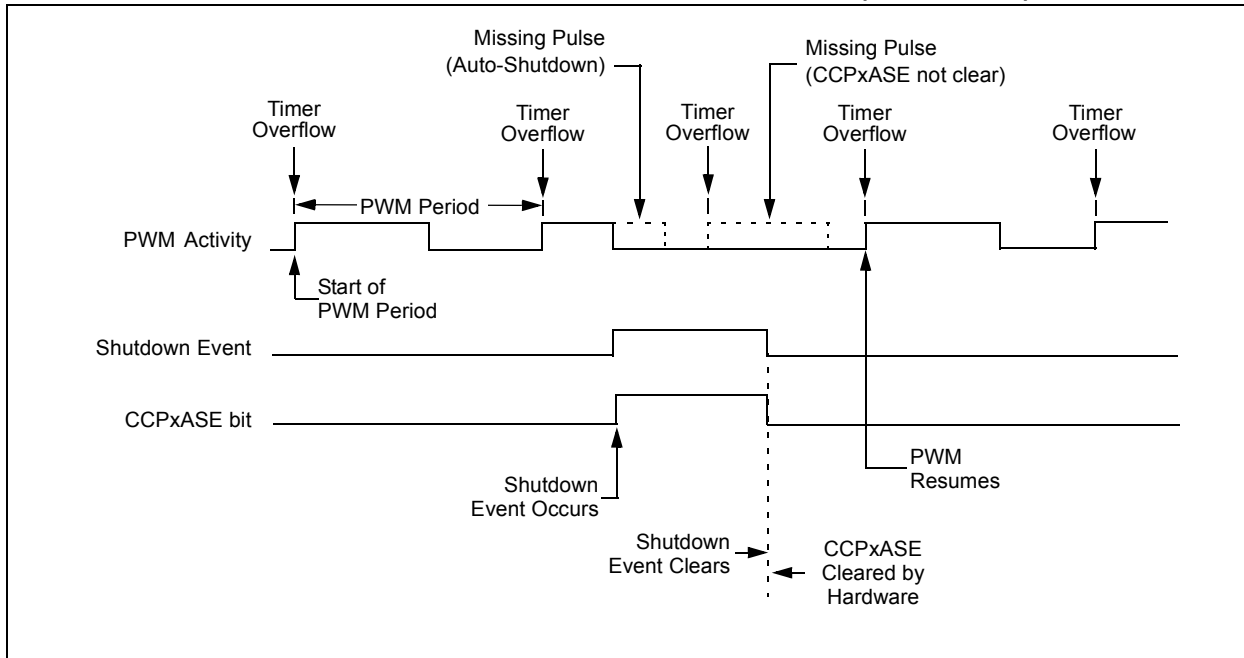 Missing Pulse
(Auto-Shutdown)
Missing Pulse
(CCPxASE not clear)
Timer
Overflow
Timer
Overflow
Timer
Overflow
Timer
Overflow
Timer
Overflow
PWM Period
PWM Activity
Start of
PWM Period
Shutdown Event
CCPxASE bit
Shutdown
Event Occurs
PWM
Resumes
Shutdown
Event Clears
CCPxASE
Cleared by
Hardware